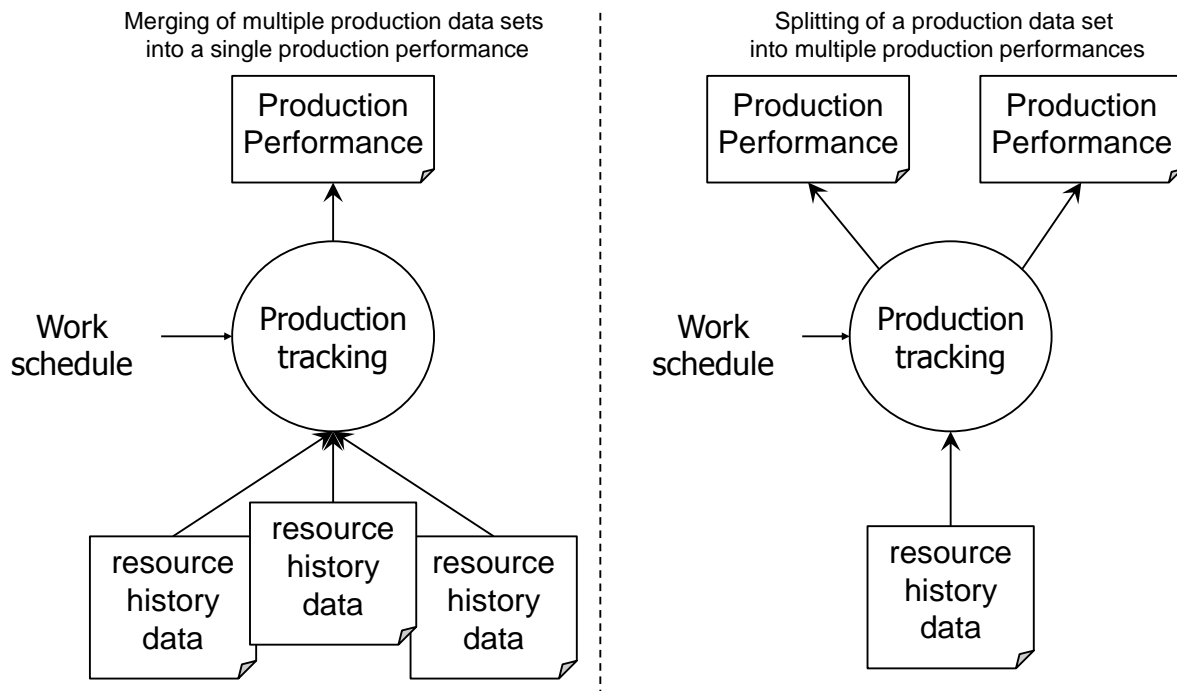 Merging of multiple production data sets
into a single production performance
Production
Performance
Work
schedule
Production
tracking
resource
history
data
resource
history
data
resource
history
data
Splitting of a production data set
into multiple production performances
Production
Performance
Production
Performance
Work
schedule
Production
tracking
resource
history
data